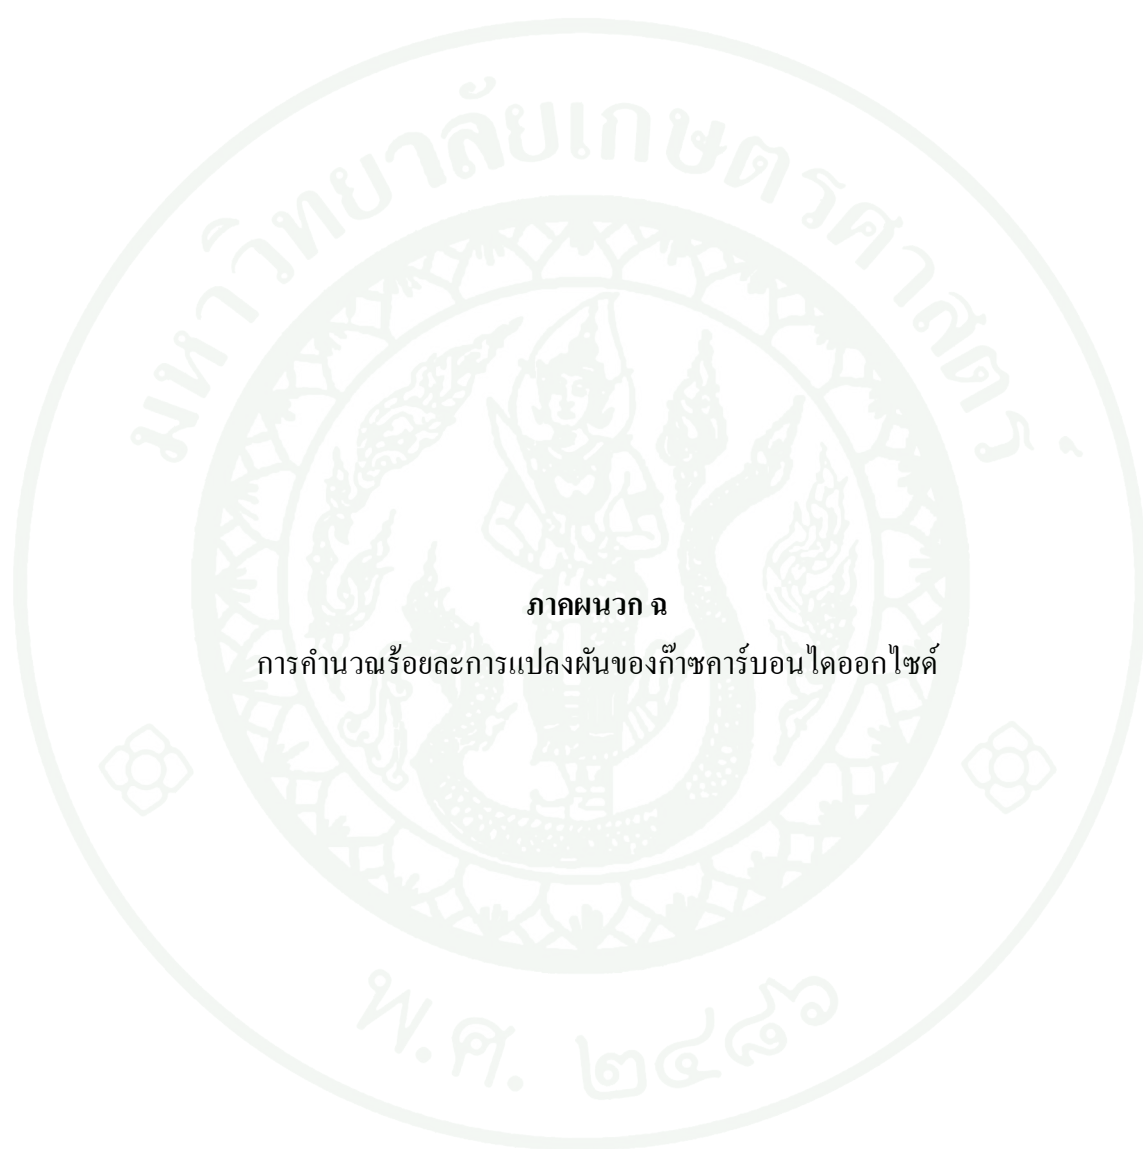 มหาวิทยาลัยเกษตรศาสตร์
ภาคผนวก ฉ
การคำนวณร้อยละการแปลงผันของก๊าซคาร์บอนไดออกไซด์
พ.ศ. ๒๔๘๖